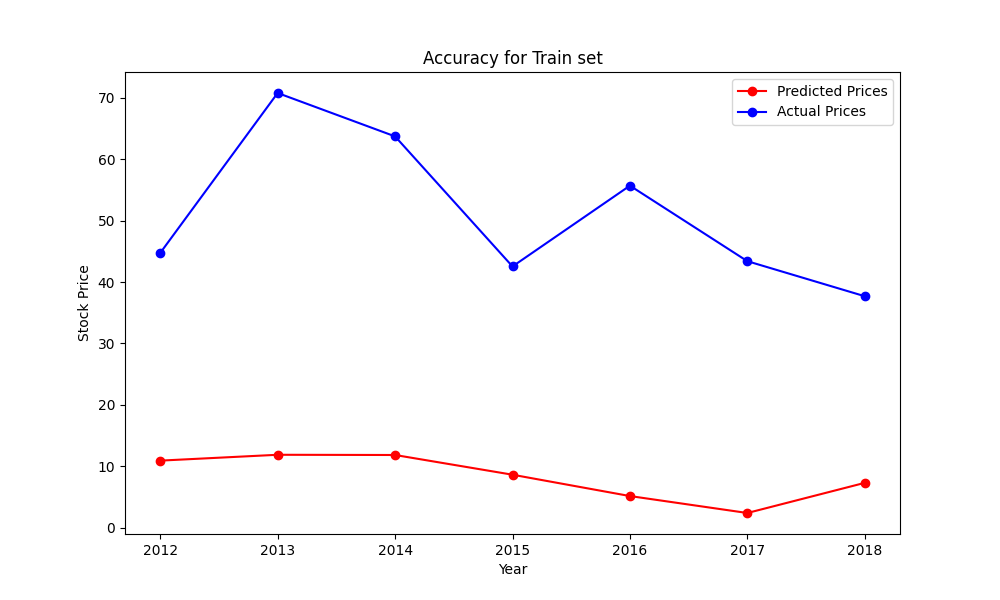 Accuracy for Train set
Predicted Prices
Actual Prices
70
60
50
40
30
20
10
0
Stock Price
2012 2013 2014 2015 2016 2017 2018
Year